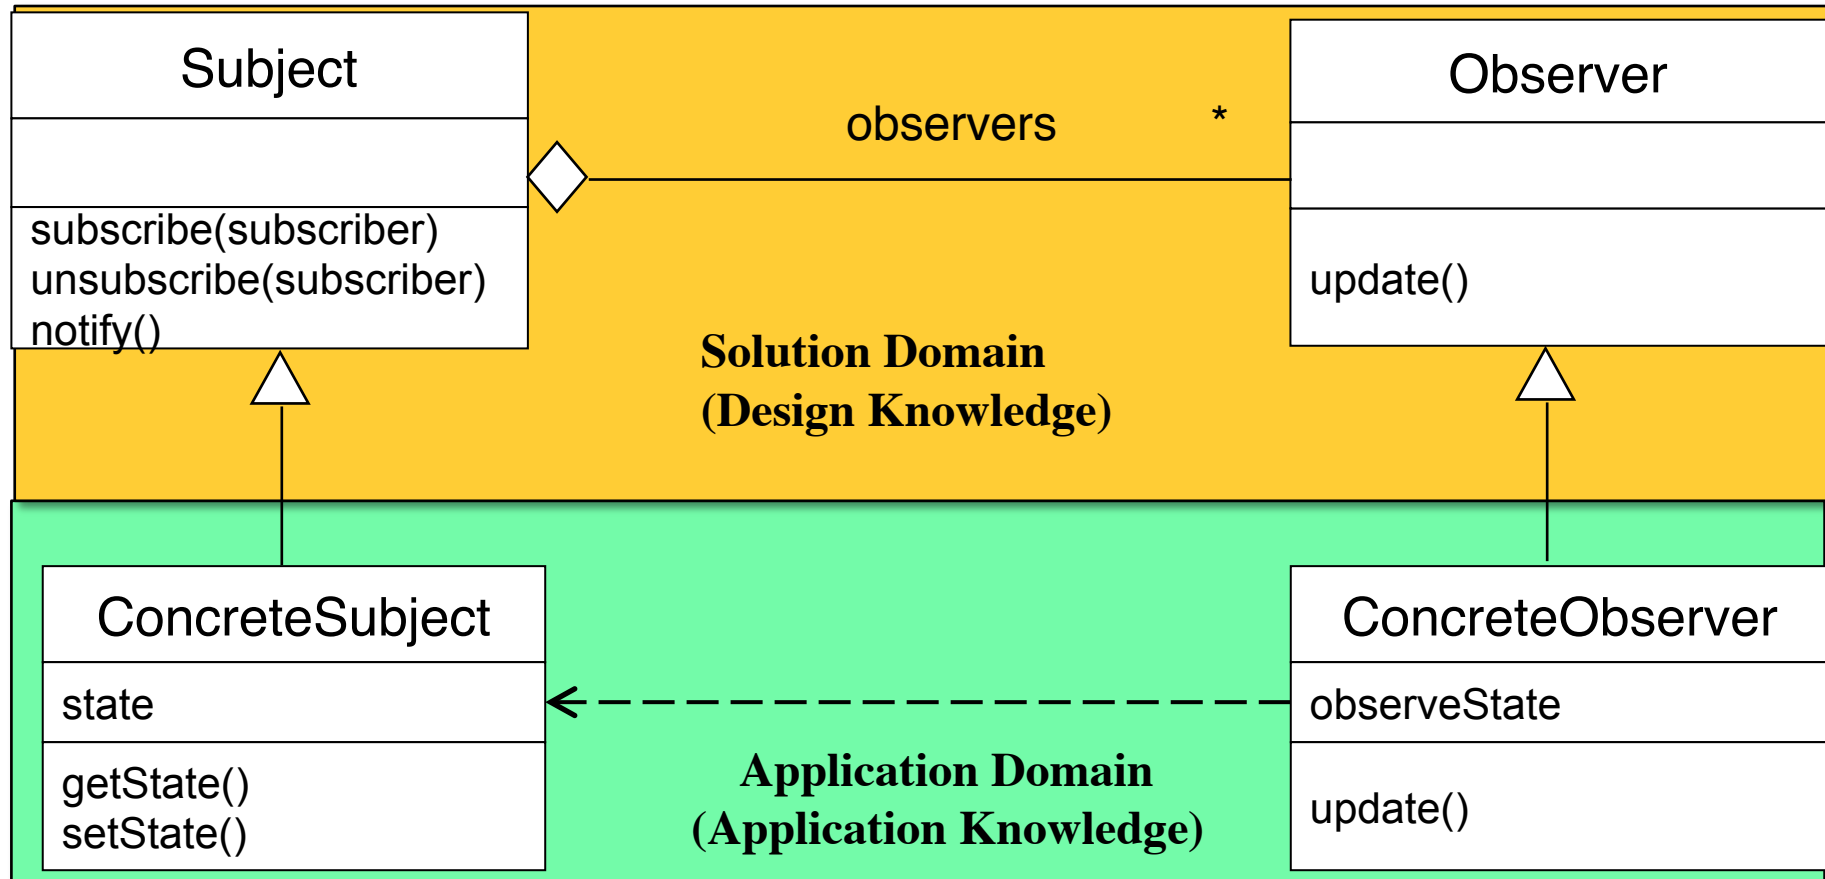 Subject
Observer
observers
*
subscribe(subscriber)
unsubscribe(subscriber)
notify()
update()
Solution Domain
(Design Knowledge)
ConcreteSubject
ConcreteObserver
state
observeState
getState()
setState()
update()
Application Domain
(Application Knowledge)